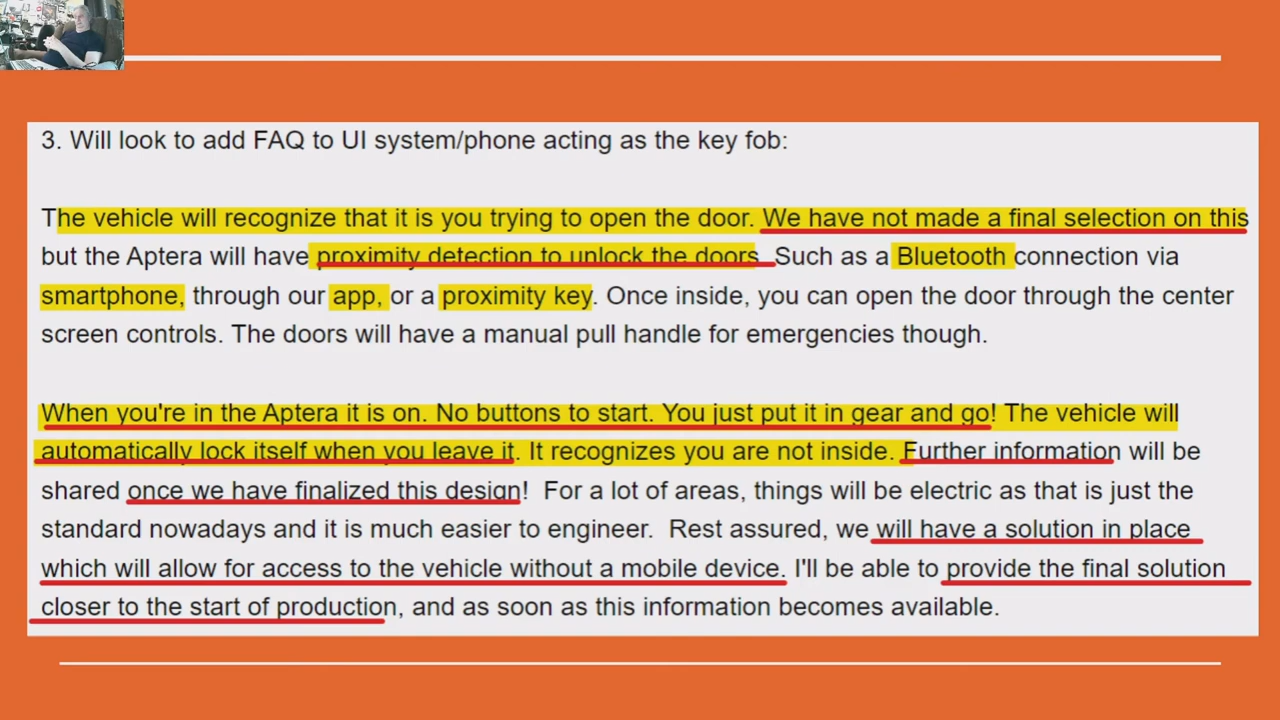 3. Will look to add FAQ to UI system/phone acting as the key fob:
The vehicle will recognize that it is you trying to open the door. We have not made a final selection on this
but the Aptera will have proximity detection to unlock the doors. Such as a Bluetooth connection via
smartphone, through our app, or a proximity key. Once inside, you can open the door through the center
screen controls. The doors will have a manual pull handle for emergencies though.
When you're in the Aptera it is on. No buttons to start. You just put it in gear and go! The vehicle will
automatically lock itself when you leave it. It recognizes you are not inside. Further information will be
shared once we have finalized this design!  For a lot of areas, things will be electric as that is just the
standard nowadays and it is much easier to engineer.  Rest assured, we will have a solution in place
which will allow for access to the vehicle without a mobile device. I'll be able to provide the final solution
closer to the start of production, and as soon as this information becomes available.